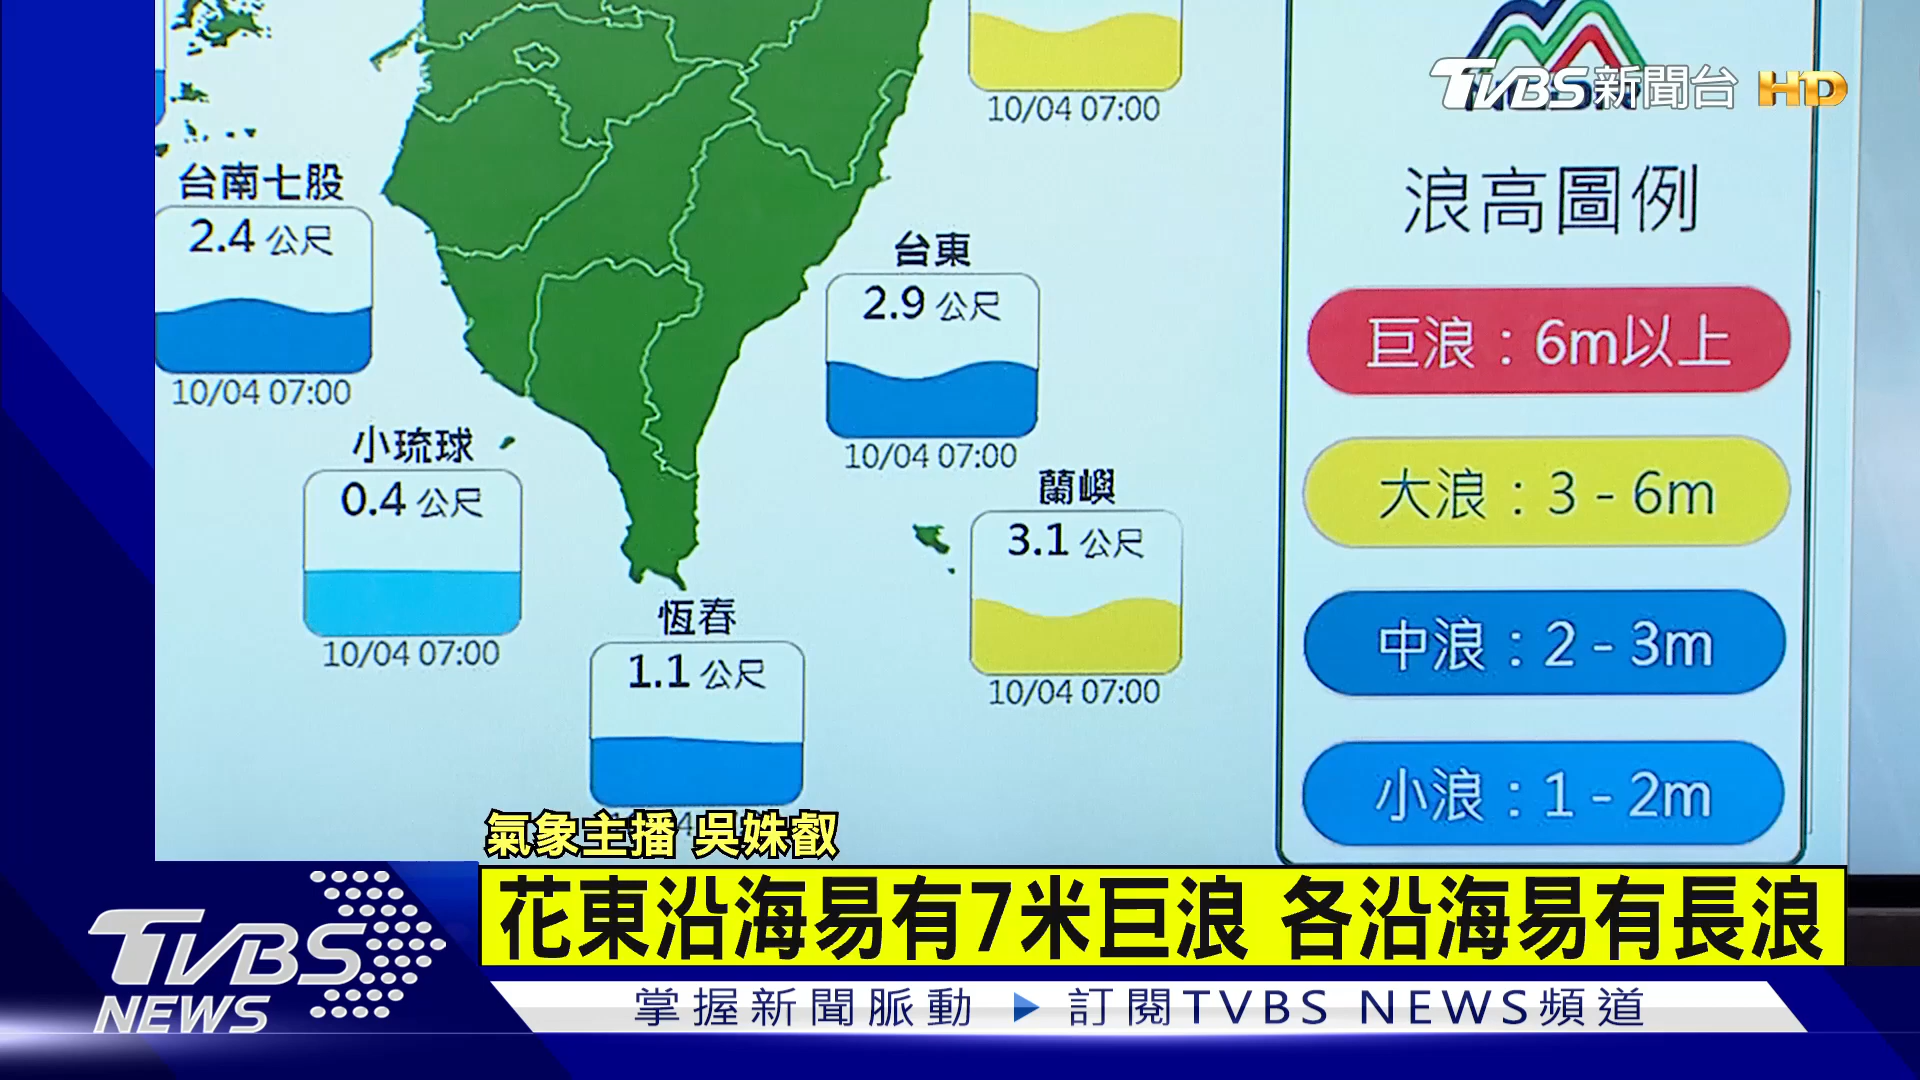 10/04 07:00
TVBS新聞台 HD
浪高圖例
台南七股
2.4 公尺
10/04 07:00
台東
2.9 公尺
10/04 07:00
巨浪：6m以上
小琉球
0.4 公尺
10/04 07:00
蘭嶼
3.1 公尺
10/04 07:00
大浪：3 - 6m
恆春
1.1 公尺
中浪：2 - 3m
小浪：1 - 2m
氣象主播 吳姝叡
花東沿海易有7米巨浪 各沿海易有長浪
TVBS NEWS
掌握新聞脈動 ▶ 訂閱TVBS NEWS頻道